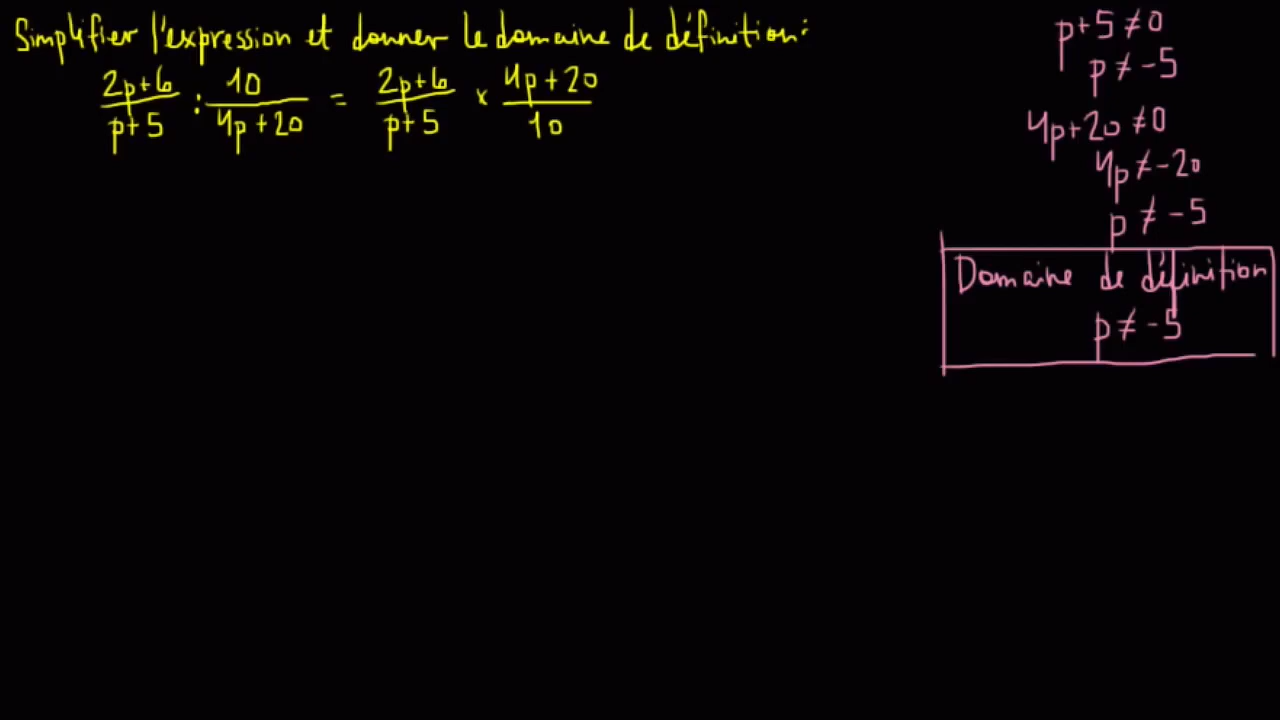 Simplifier l'expression et donner le domaine de définition:
2p+6/p+5 : 10/4p+20 = 2p+6/p+5 × 4p+20/10
p+5 ≠ 0
p ≠ -5
4p+20 ≠ 0
4p ≠ -20
p ≠ -5
Domaine de définition
p ≠ -5